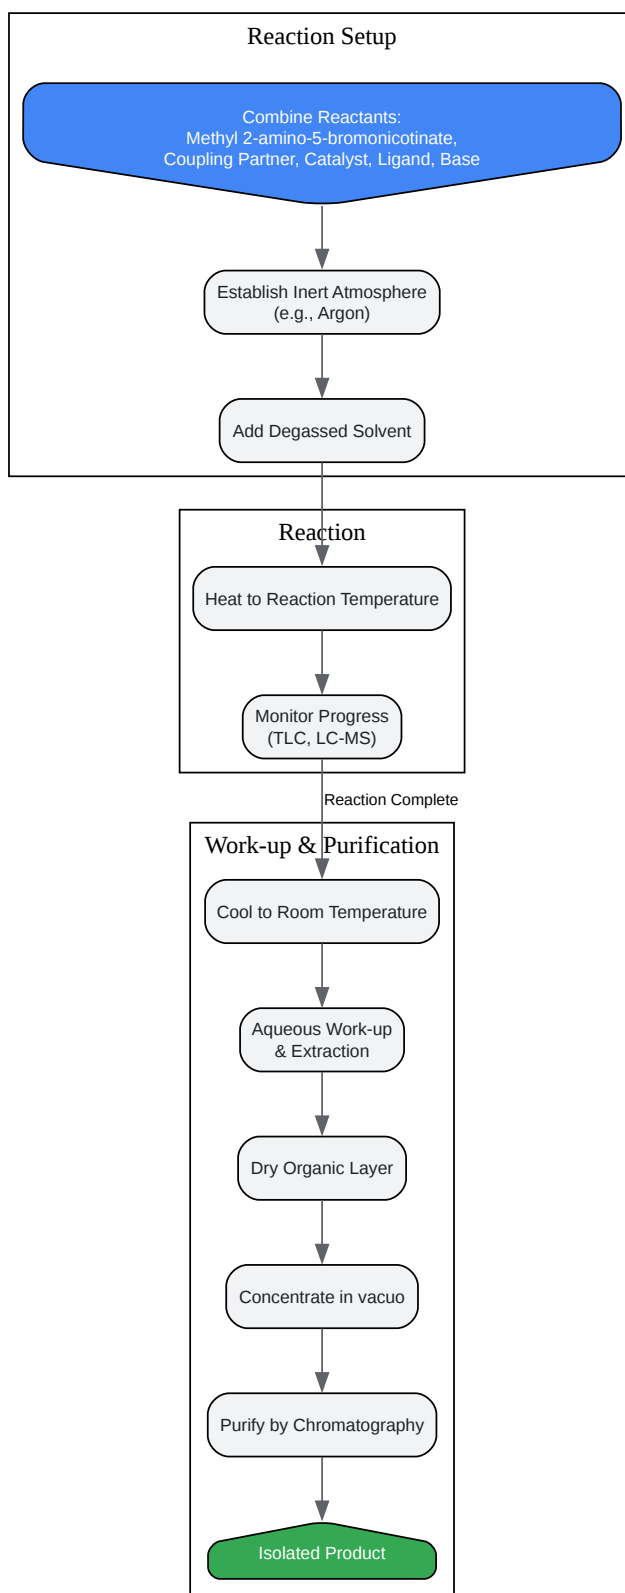 Reaction Setup
Combine Reactants:
Methyl 2-amino-5-bromonicotinate,
Coupling Partner, Catalyst, Ligand, Base
Establish Inert Atmosphere
(e.g., Argon)
Add Degassed Solvent
Reaction
Heat to Reaction Temperature
Monitor Progress
(TLC, LC-MS)
Reaction Complete
Work-up & Purification
Cool to Room Temperature
Aqueous Work-up
& Extraction
Dry Organic Layer
Concentrate in vacuo
Purify by Chromatography
Isolated Product